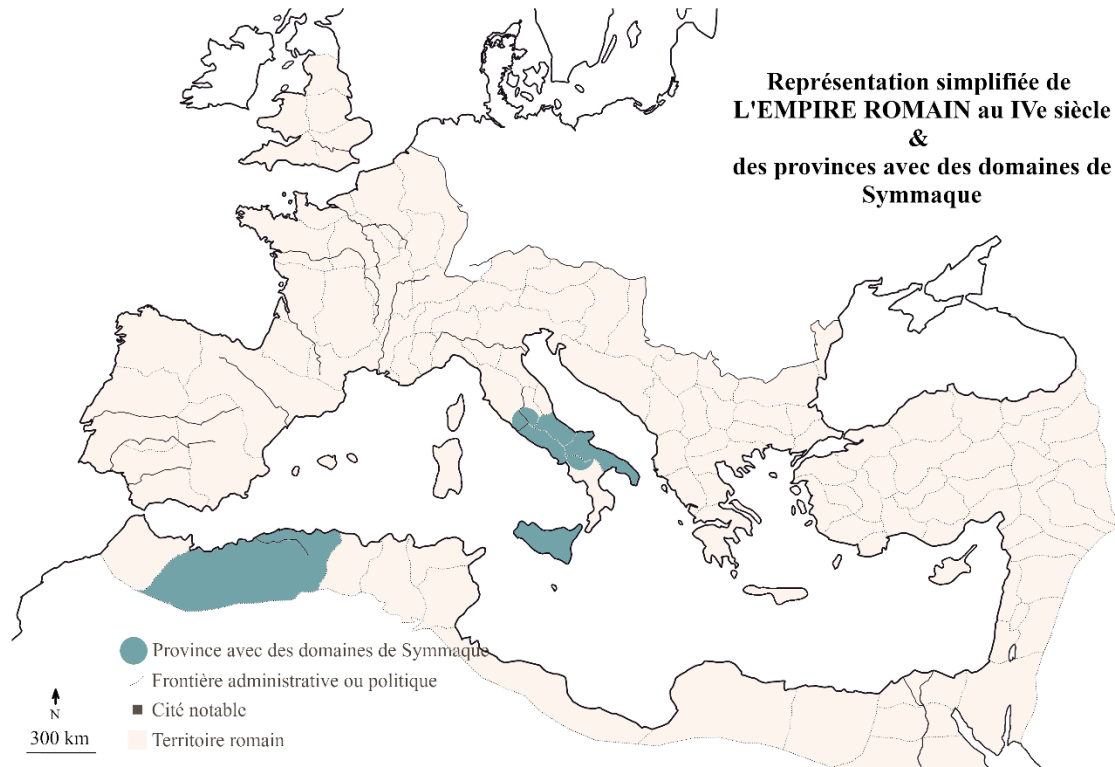 Représentation simplifiée de
L'EMPIRE ROMAIN au IVe siècle
&
des provinces avec des domaines de
Symmaque
Province avec des domaines de Symmaque
Frontière administrative ou politique
Cité notable
Territoire romain
N
300 km